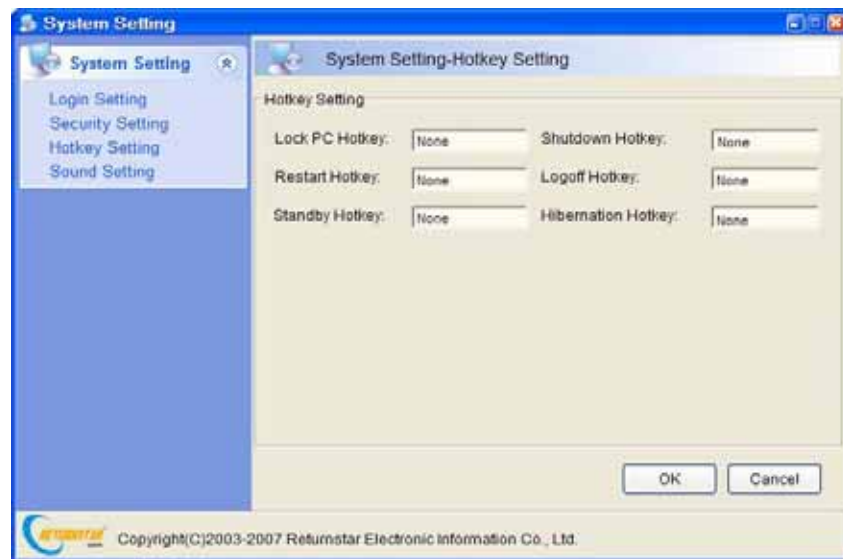 System Setting
System Setting
Login Setting
Security Setting
Hotkey Setting
Sound Setting
System Setting-Hotkey Setting
Hotkey Setting
Lock PC Hotkey: None Shutdown Hotkey: None
Restart Hotkey: None Logoff Hotkey: None
Standby Hotkey: None Hibernation Hotkey: None
OK Cancel
RETURNSTAR Copyright(C)2003-2007 Returnstar Electronic Information Co., Ltd.